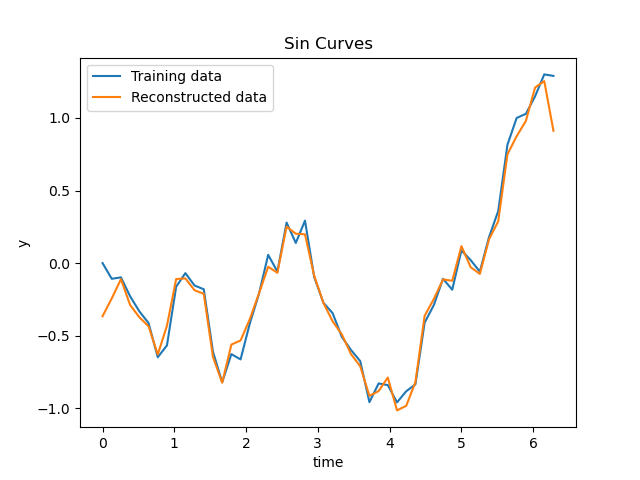 Sin Curves
Training data
Reconstructed data
y
1.0
0.5
0.0
−0.5
−1.0
0 1 2 3 4 5 6
time